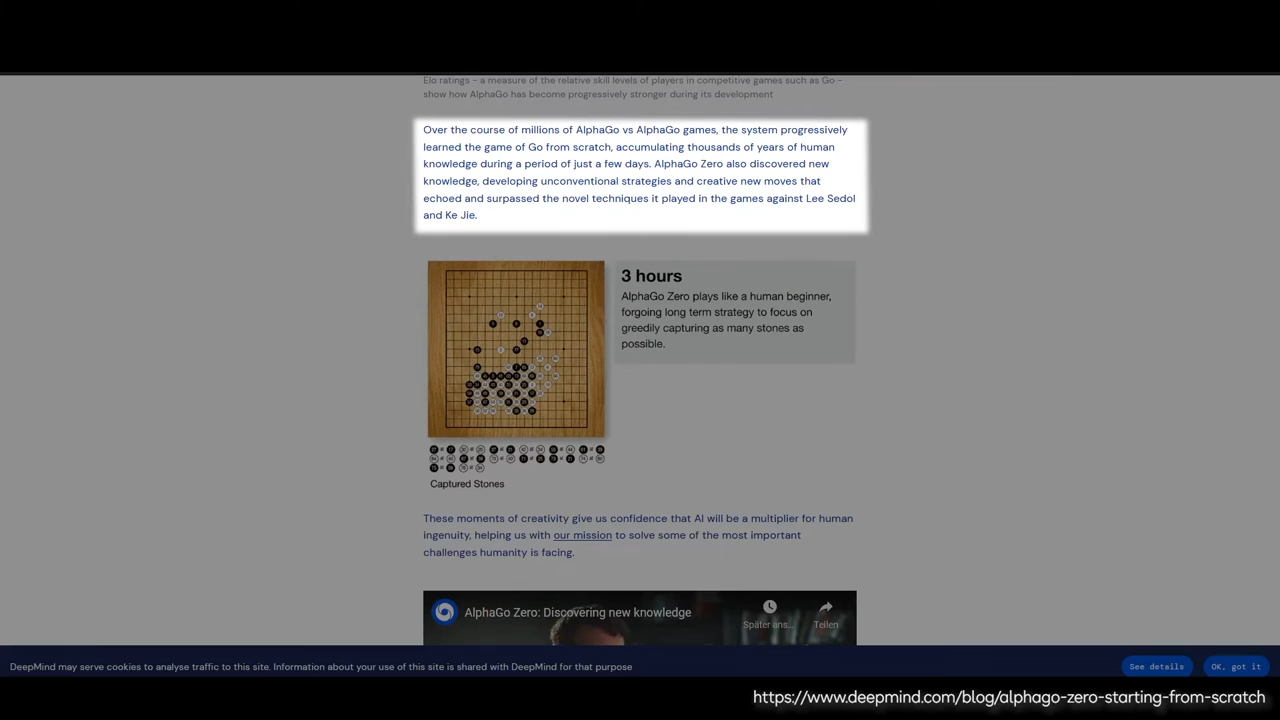 Elo ratings - a measure of the relative skill levels of players in competitive games such as Go -
show how AlphaGo has become progressively stronger during its development
Over the course of millions of AlphaGo vs AlphaGo games, the system progressively
learned the game of Go from scratch, accumulating thousands of years of human
knowledge during a period of just a few days. AlphaGo Zero also discovered new
knowledge, developing unconventional strategies and creative new moves that
echoed and surpassed the novel techniques it played in the games against Lee Sedol
and Ke Jie.
3 hours
AlphaGo Zero plays like a human beginner,
forgoing long term strategy to focus on
greedily capturing as many stones as
possible.
Captured Stones
These moments of creativity give us confidence that AI will be a multiplier for human
ingenuity, helping us with our mission to solve some of the most important
challenges humanity is facing.
AlphaGo Zero: Discovering new knowledge
Später ans...
Teilen
DeepMind may serve cookies to analyse traffic to this site. Information about your use of this site is shared with DeepMind for that purpose
See details
OK, got it
https://www.deepmind.com/blog/alphago-zero-starting-from-scratch